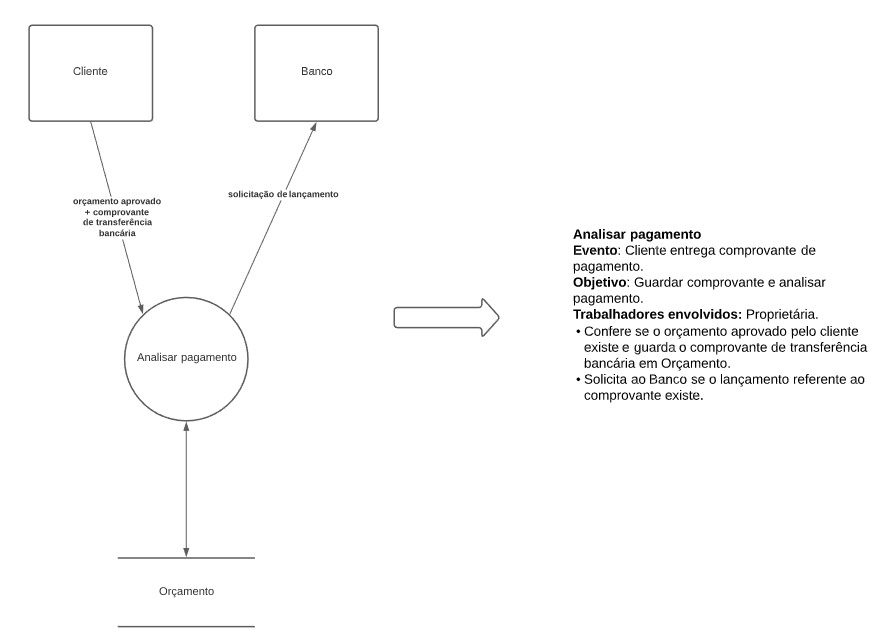 Cliente
Banco
orçamento aprovado
+ comprovante
de transferência
bancária
solicitação de lançamento
Analisar pagamento
Orçamento
Analisar pagamento
Evento: Cliente entrega comprovante de
pagamento.
Objetivo: Guardar comprovante e analisar
pagamento.
Trabalhadores envolvidos: Proprietária.
• Confere se o orçamento aprovado pelo cliente
existe e guarda o comprovante de transferência
bancária em Orçamento.
• Solicita ao Banco se o lançamento referente ao
comprovante existe.